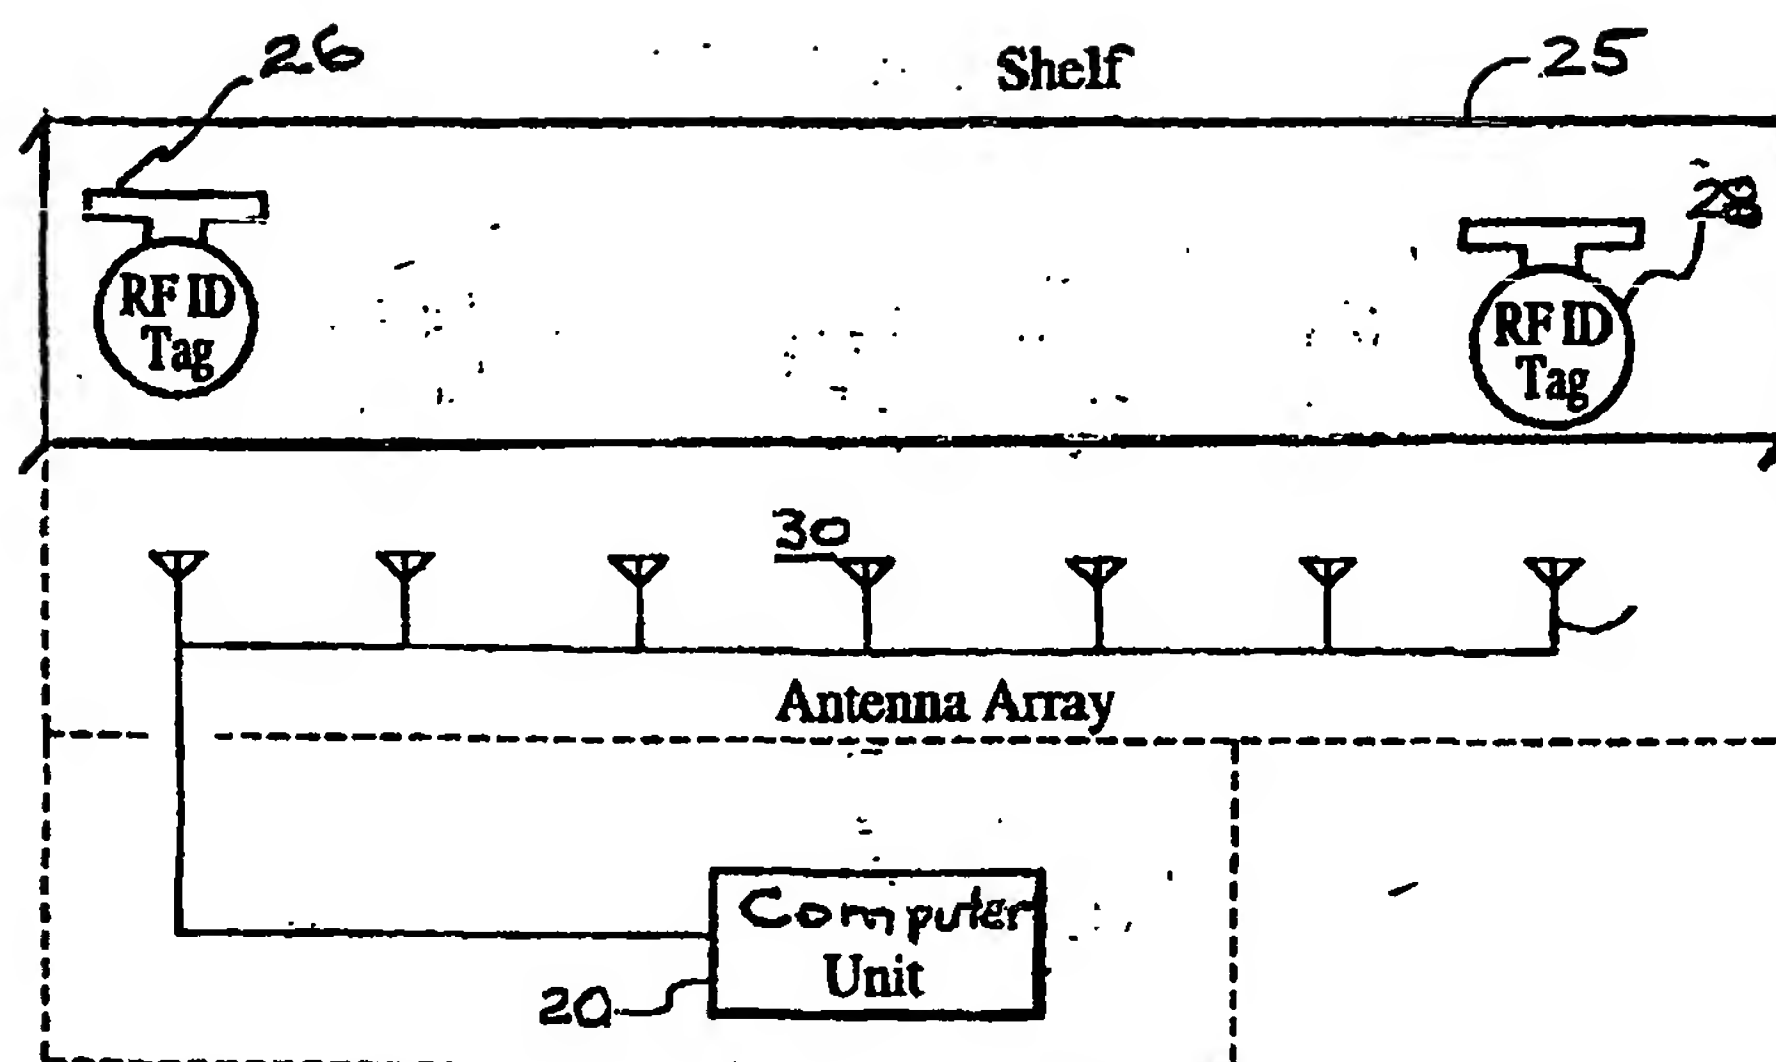 26
Shelf
25
28
RF ID
Tag
RF ID
Tag
30
Antenna Array
Computer
Unit
20